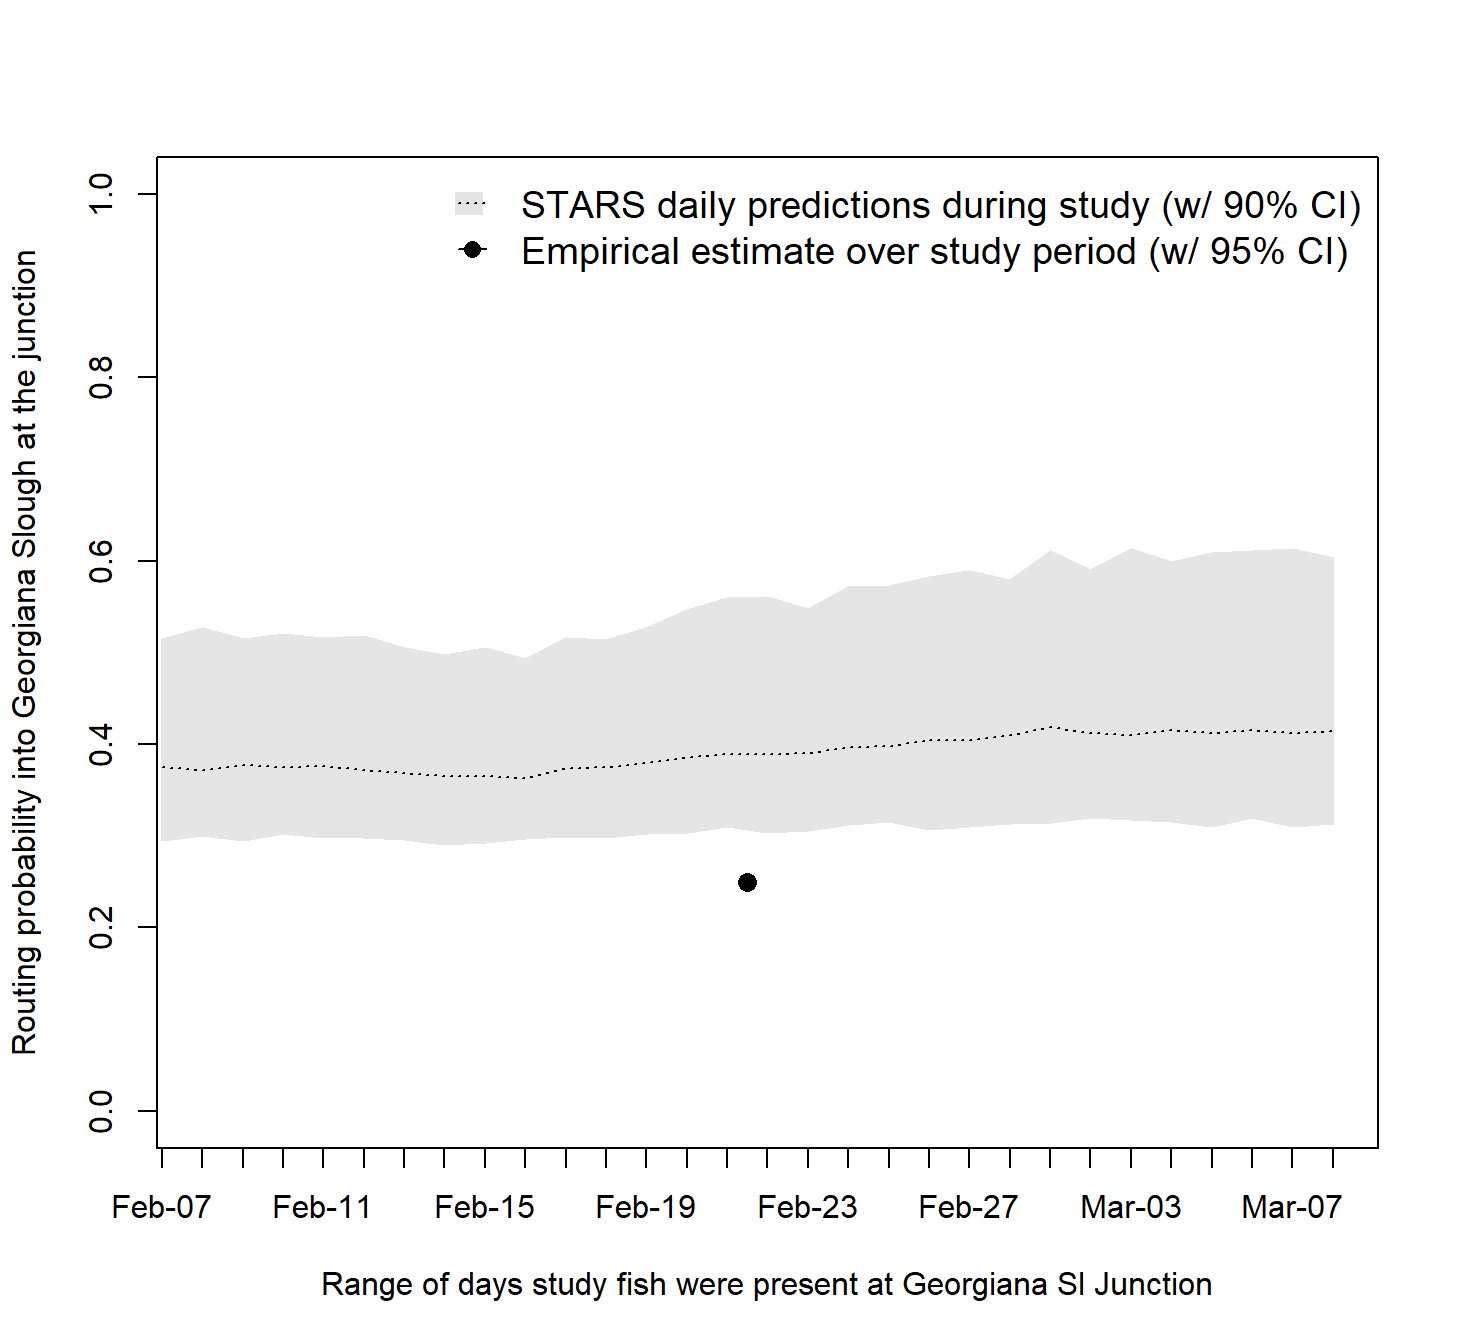 STARS daily predictions during study (w/ 90% CI)
Empirical estimate over study period (w/ 95% CI)
Routing probability into Georgiana Slough at the junction
1.0
0.8
0.6
0.4
0.2
0.0
Feb-07 Feb-11 Feb-15 Feb-19 Feb-23 Feb-27 Mar-03 Mar-07
Range of days study fish were present at Georgiana Sl Junction